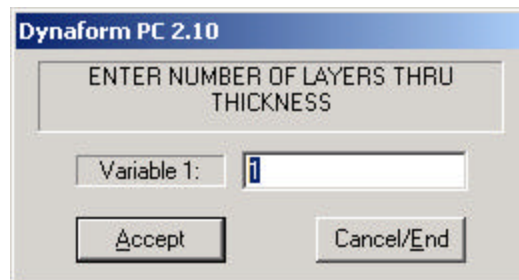 Dynaform PC 2.10
ENTER NUMBER OF LAYERS THRU
THICKNESS
Variable 1: 1
Accept Cancel/End